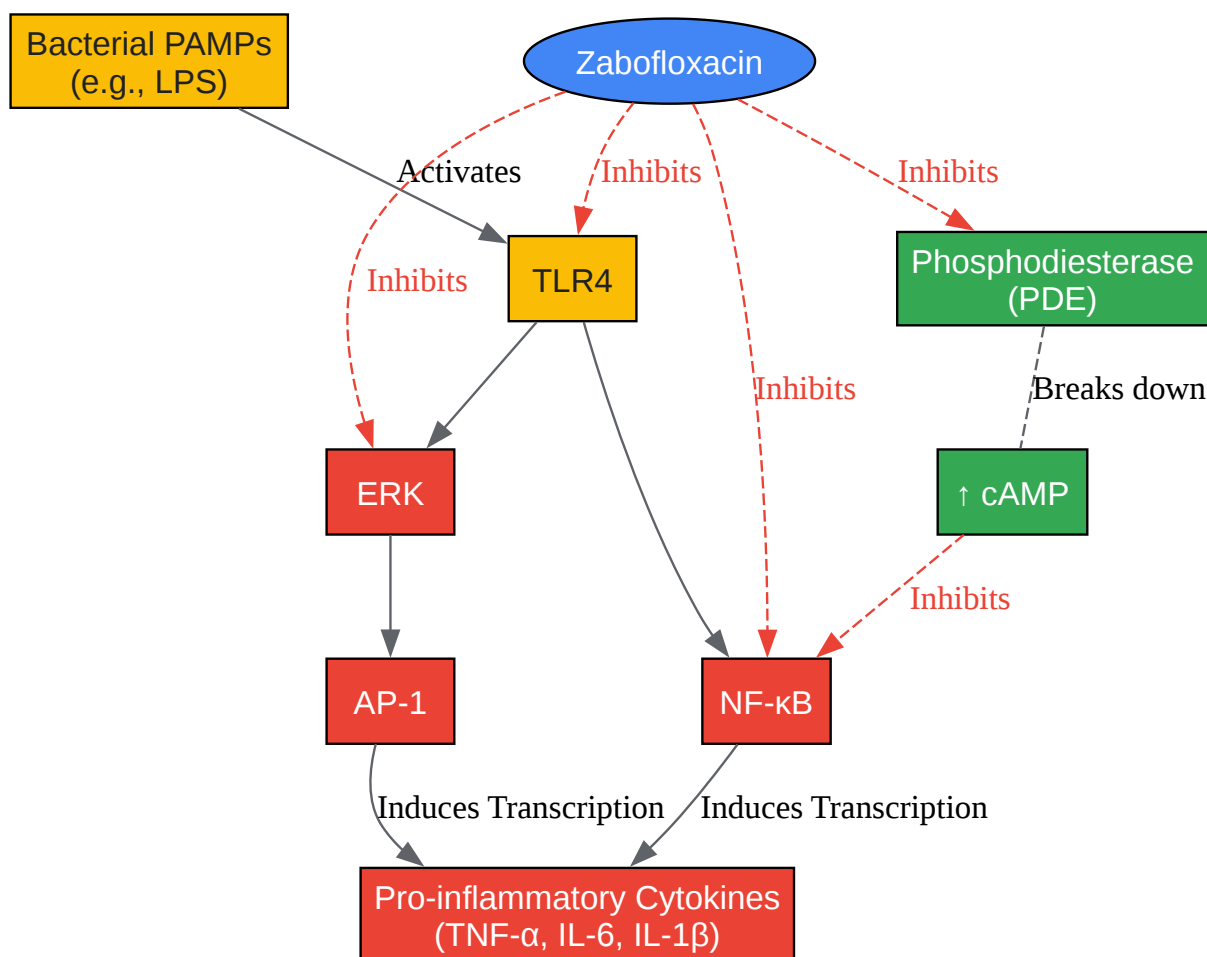 Bacterial PAMPs
(e.g., LPS)
Zabofloxacin
Activates
Inhibits
Inhibits
TLR4
Phosphodiesterase
(PDE)
Inhibits
Inhibits
Breaks down
ERK
↑ cAMP
Inhibits
AP-1
NF-κB
Induces Transcription
Induces Transcription
Pro-inflammatory Cytokines
(TNF-α, IL-6, IL-1β)